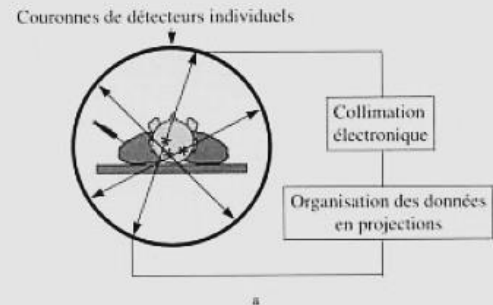 Couronnes de détecteurs individuels
Collimation
électronique
Organisation des données
en projections
a